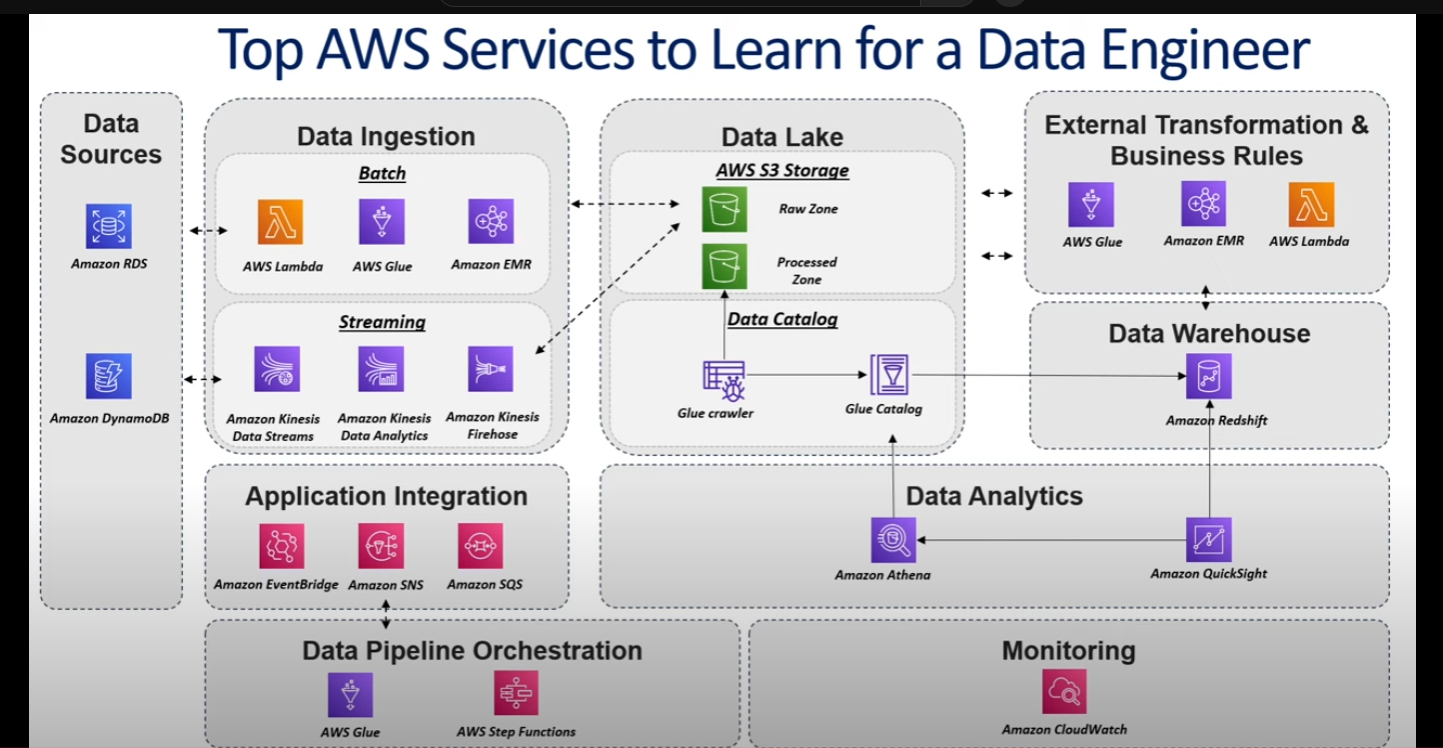 Top AWS Services to Learn for a Data Engineer
Data
Sources
Amazon RDS
Amazon DynamoDB
Data Ingestion
Batch
AWS Lambda
AWS Glue
Amazon EMR
Streaming
Amazon Kinesis
Data Streams
Amazon Kinesis
Data Analytics
Amazon Kinesis
Firehose
Data Lake
AWS S3 Storage
Raw Zone
Processed
Zone
Data Catalog
Glue crawler
Glue Catalog
External Transformation &
Business Rules
AWS Glue
Amazon EMR
AWS Lambda
Data Warehouse
Amazon Redshift
Application Integration
Amazon EventBridge
Amazon SNS
Amazon SQS
Data Analytics
Amazon Athena
Amazon QuickSight
Data Pipeline Orchestration
AWS Glue
AWS Step Functions
Monitoring
Amazon CloudWatch